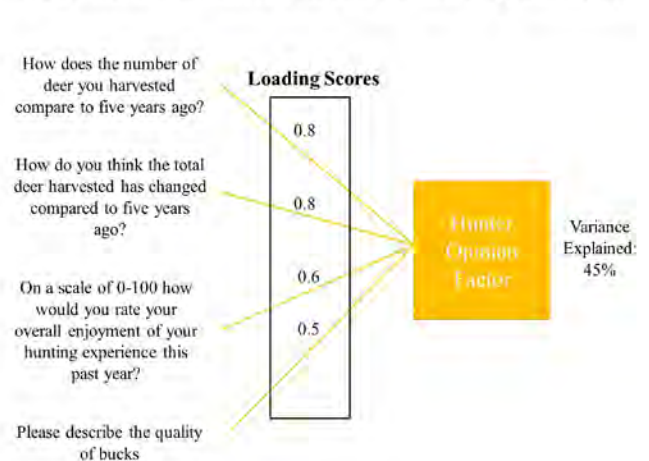 How does the number of
deer you harvested
compare to five years ago?
Loading Scores
0.8
How do you think the total
deer harvested has changed
compared to five years
ago?
0.8
Hunter
Opinion
Factor
Variance
Explained:
45%
On a scale of 0-100 how
would you rate your
overall enjoyment of your
hunting experience this
past year?
0.6
0.5
Please describe the quality
of bucks